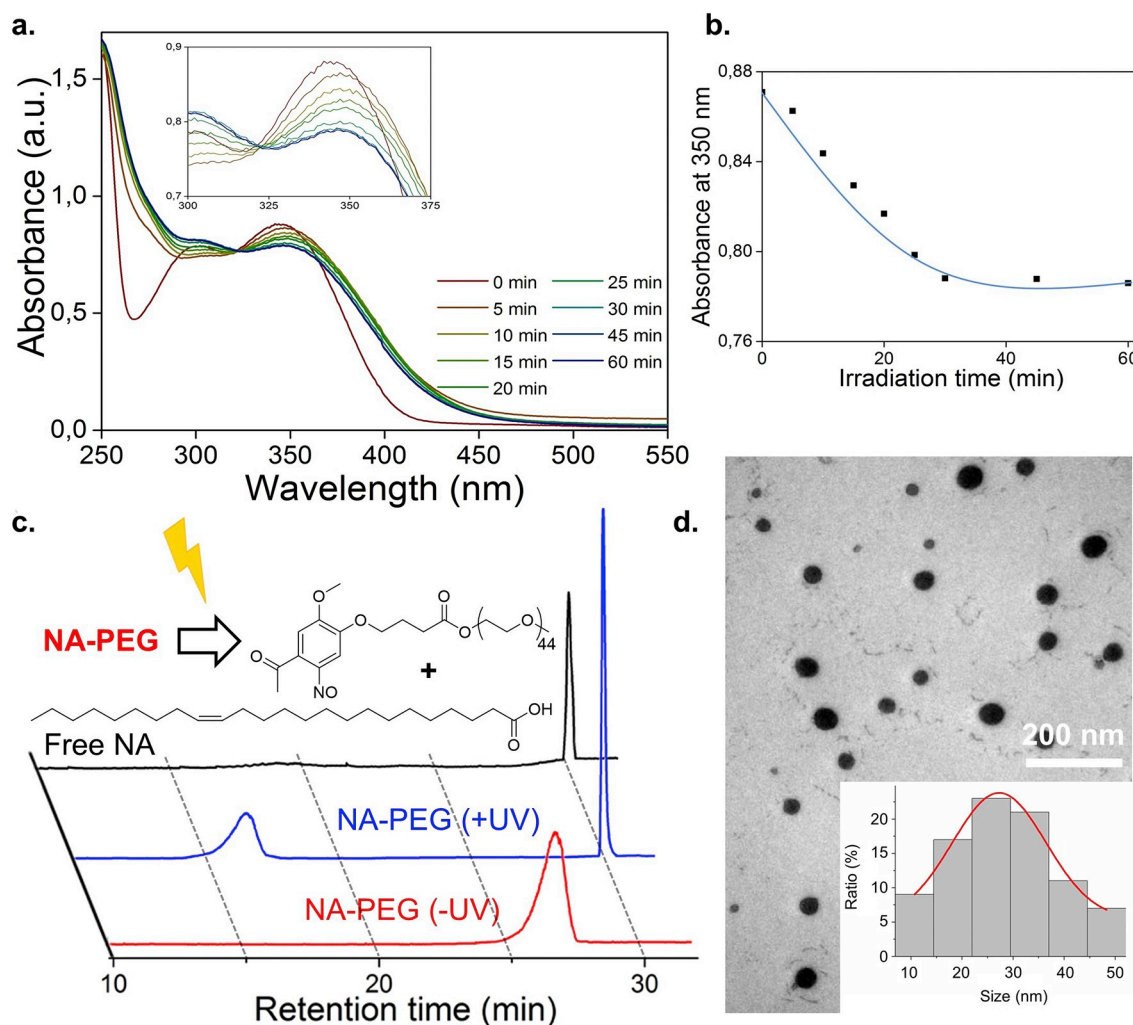 a.
Absorbance (a.u.)
1,5
1,0
0,5
0,0
250 300 350 400 450 500 550
Wavelength (nm)
0,9
0,8
0,7
300 325 350 375
0 min
5 min
10 min
15 min
20 min
25 min
30 min
45 min
60 min
b.
Absorbance at 350 nm
0,88
0,84
0,80
0,76
0 20 40 60
Irradiation time (min)
c.
NA-PEG
O
O
O
O
O
44
O
NO
+
OH
O
Free NA
NA-PEG (+UV)
NA-PEG (-UV)
10 20 30
Retention time (min)
d.
200 nm
Ratio (%)
20
15
10
5
0
10 20 30 40 50
Size (nm)